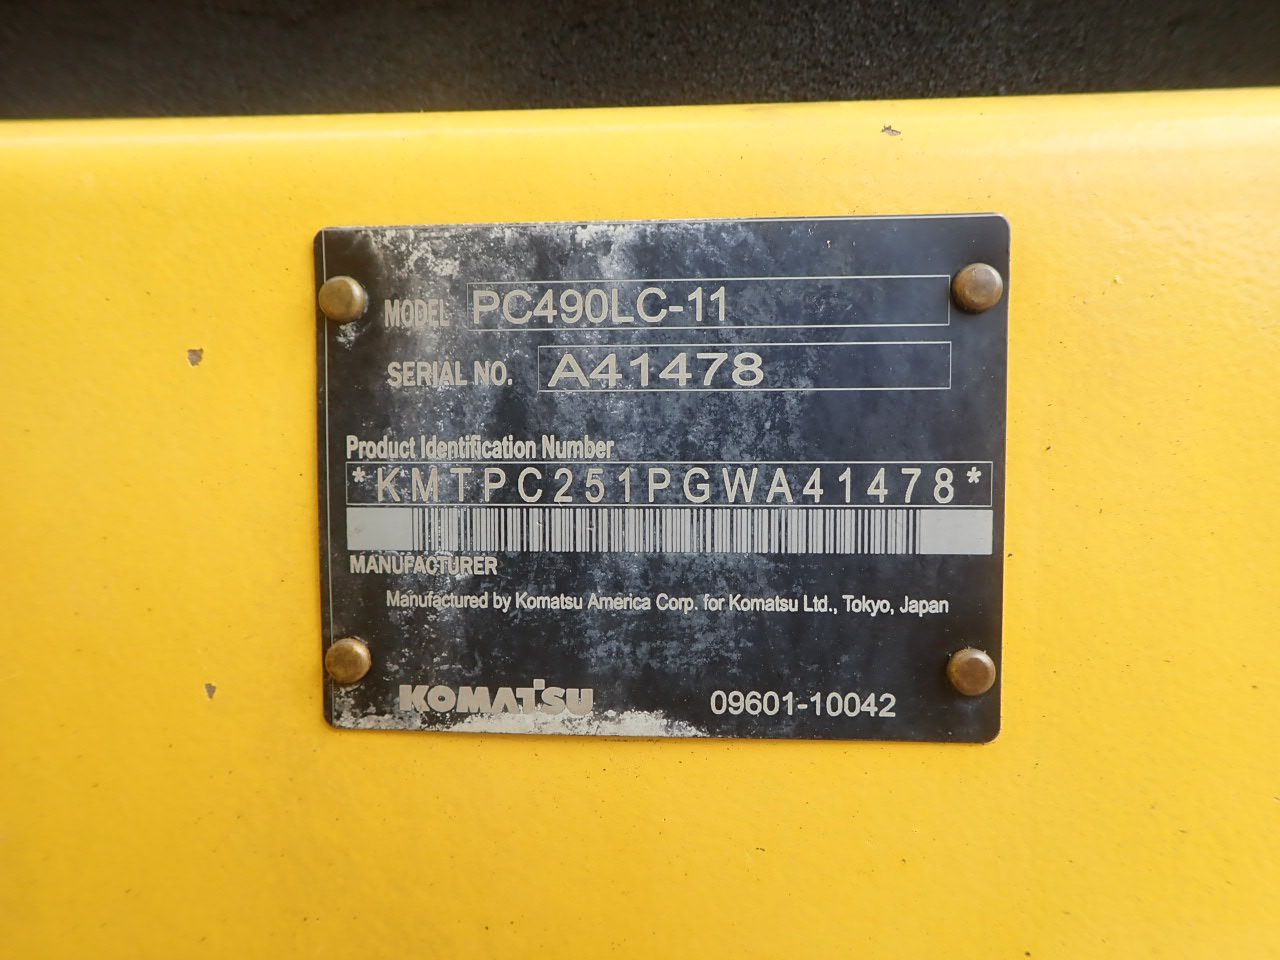 MODEL PC490LC-11
SERIAL NO. A41478
Product Identification Number
*KMTPC251PGWA41478*
MANUFACTURER
Manufactured by Komatsu America Corp. for Komatsu Ltd., Tokyo, Japan
KOMATSU 09601-10042